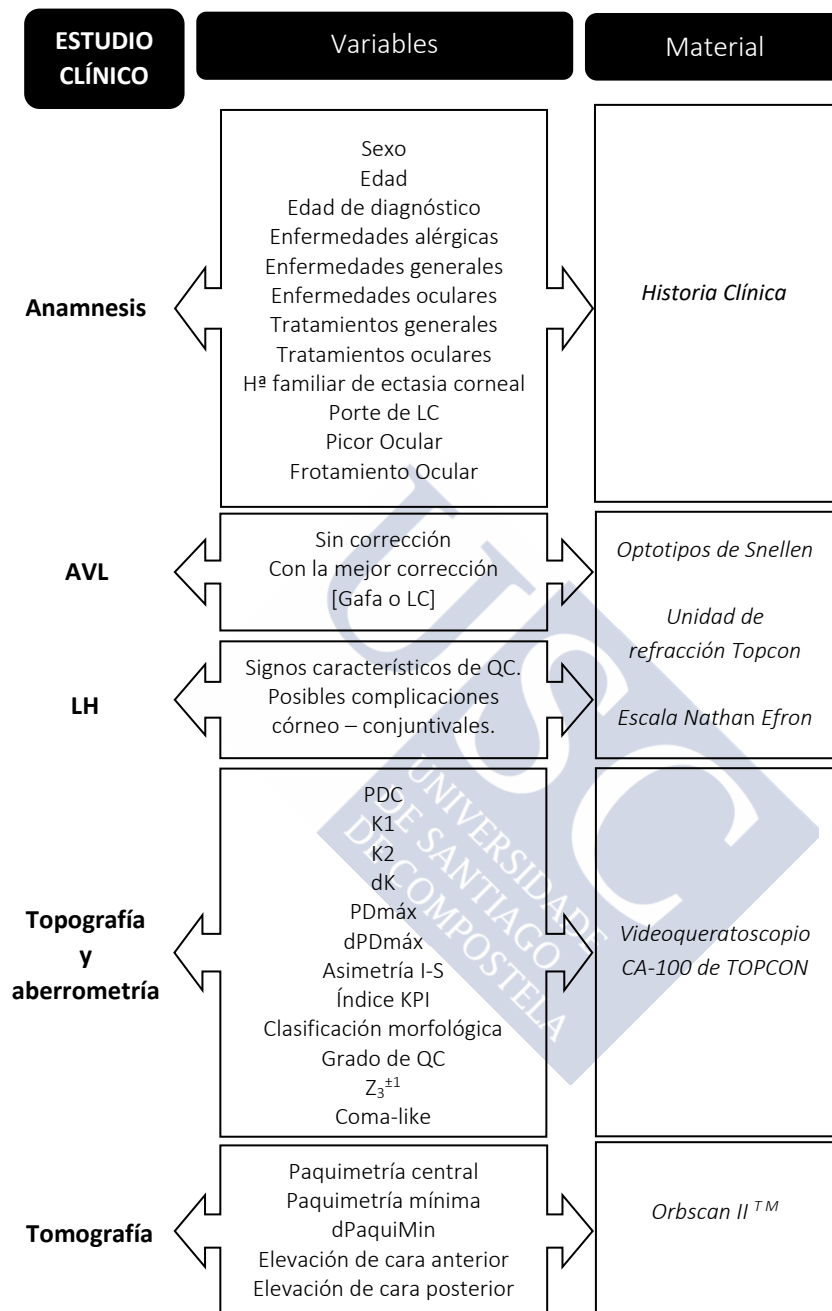 ESTUDIO
CLÍNICO
Variables
Material
Anamnesis
Sexo
Edad
Edad de diagnóstico
Enfermedades alérgicas
Enfermedades generales
Enfermedades oculares
Tratamientos generales
Tratamientos oculares
Hª familiar de ectasia corneal
Porte de LC
Picor Ocular
Frotamiento Ocular
Historia Clínica
AVL
Sin corrección
Con la mejor corrección
[Gafa o LC]
Optotipos de Snellen
Unidad de
refracción Topcon
Escala Nathan Efron
LH
Signos característicos de QC.
Posibles complicaciones
córneo – conjuntivales.
Topografía
y
aberrometría
PDC
K1
K2
dK
PDmáx
dPDmáx
Asimetría I-S
Índice KPI
Clasificación morfológica
Grado de QC
Z₃±¹
Coma-like
Videoqueratoscopio
CA-100 de TOPCON
Tomografía
Paquimetría central
Paquimetría mínima
dPaquiMin
Elevación de cara anterior
Elevación de cara posterior
Orbscan II TM
USC
UNIVERSIDADE
DE SANTIAGO
DE COMPOSTELA